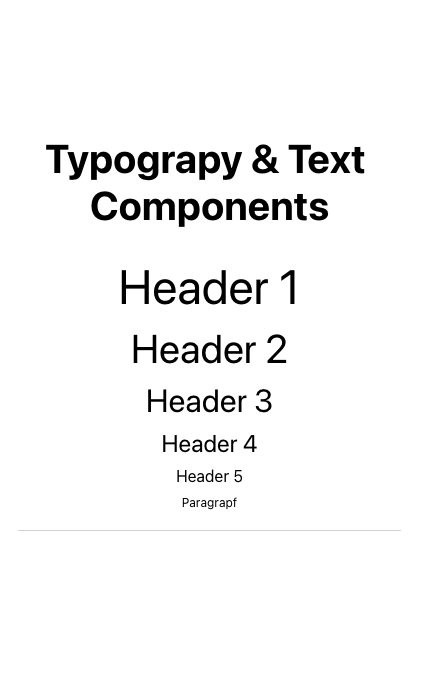 Typograpy & Text
Components
Header 1
Header 2
Header 3
Header 4
Header 5
Paragrapf